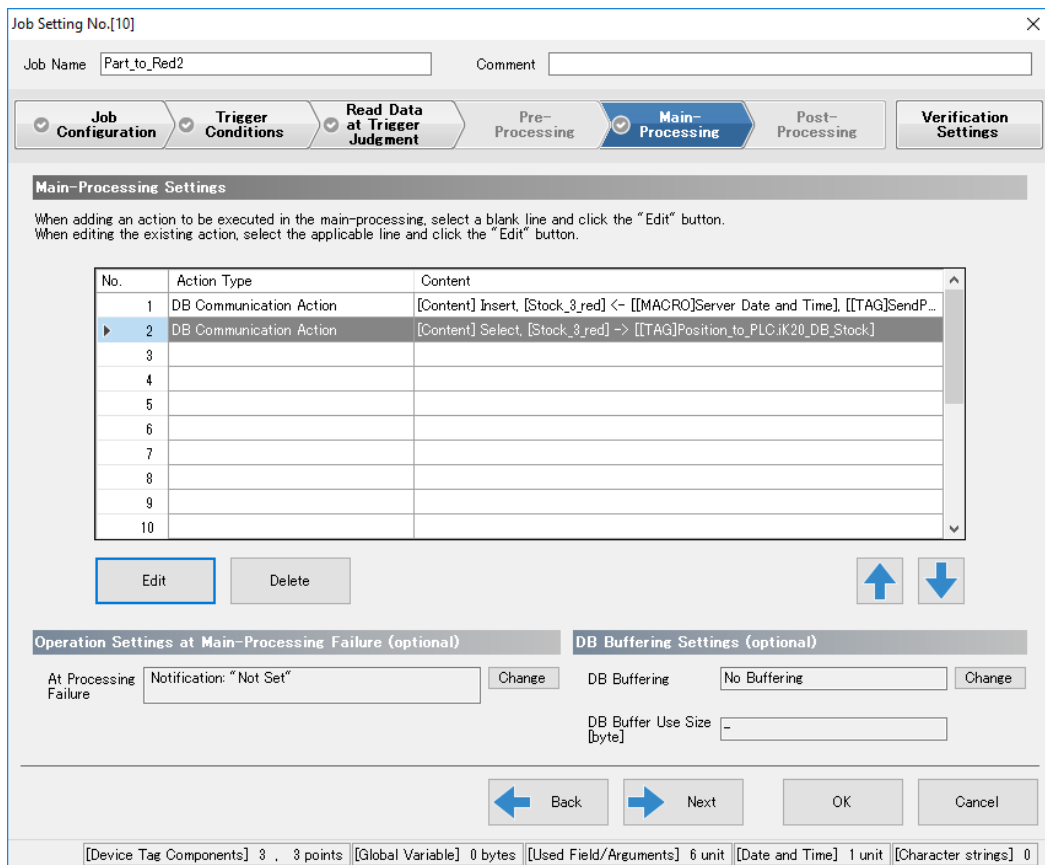 Job Setting No.[10]
Job Name Part_to_Red2 Comment
Job Configuration
Trigger Conditions
Read Data at Trigger Judgment
Pre-Processing
Main-Processing
Post-Processing
Verification Settings
Main-Processing Settings
When adding an action to be executed in the main-processing, select a blank line and click the "Edit" button.
When editing the existing action, select the applicable line and click the "Edit" button.
No. Action Type Content
1 DB Communication Action [Content] Insert, [Stock_3_red] <- [[MACRO]Server Date and Time], [[TAG]SendP...
2 DB Communication Action [Content] Select, [Stock_3_red] -> [[TAG]Position_to_PLC.iK20_DB_Stock]
3
4
5
6
7
8
9
10
Edit Delete
Operation Settings at Main-Processing Failure (optional)
At Processing Failure Notification: "Not Set" Change
DB Buffering Settings (optional)
DB Buffering No Buffering Change
DB Buffer Use Size [byte] -
Back Next OK Cancel
[Device Tag Components] 3 , 3 points [Global Variable] 0 bytes [Used Field/Arguments] 6 unit [Date and Time] 1 unit [Character strings] 0